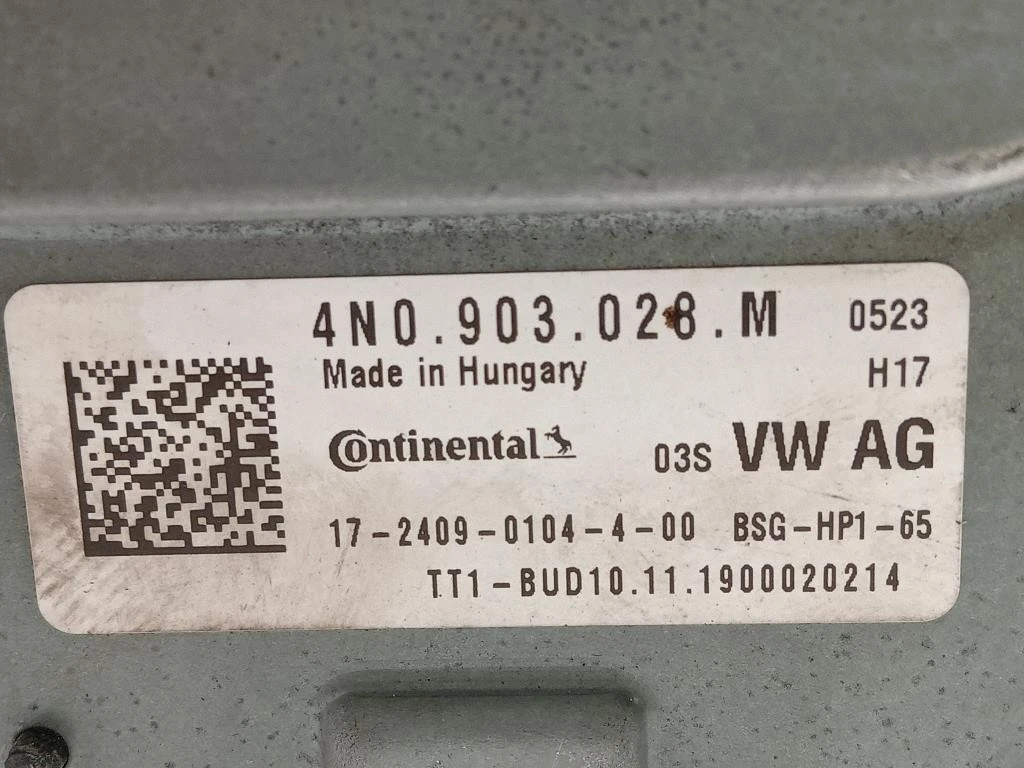 4N0.903.028.M 0523
Made in Hungary H17
Continental 03S VW AG
17-2409-0104-4-00 BSG-HP1-65
TT1-BUD10.11.1900020214